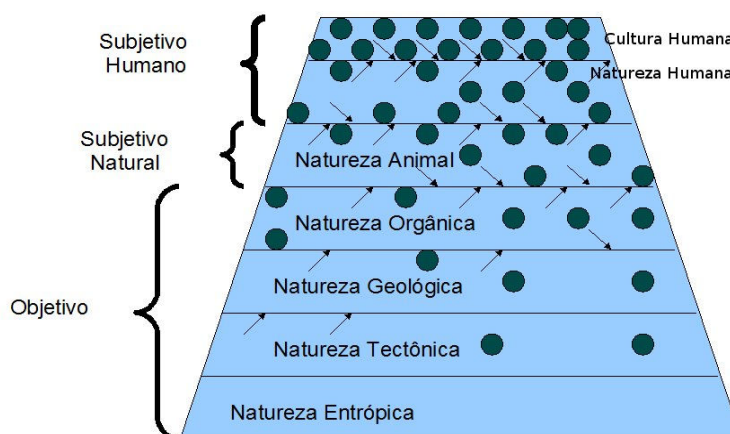 Subjetivo
Humano
Cultura Humana
Natureza Humana
Subjetivo
Natural
Natureza Animal
Natureza Orgânica
Objetivo
Natureza Geológica
Natureza Tectônica
Natureza Entrópica